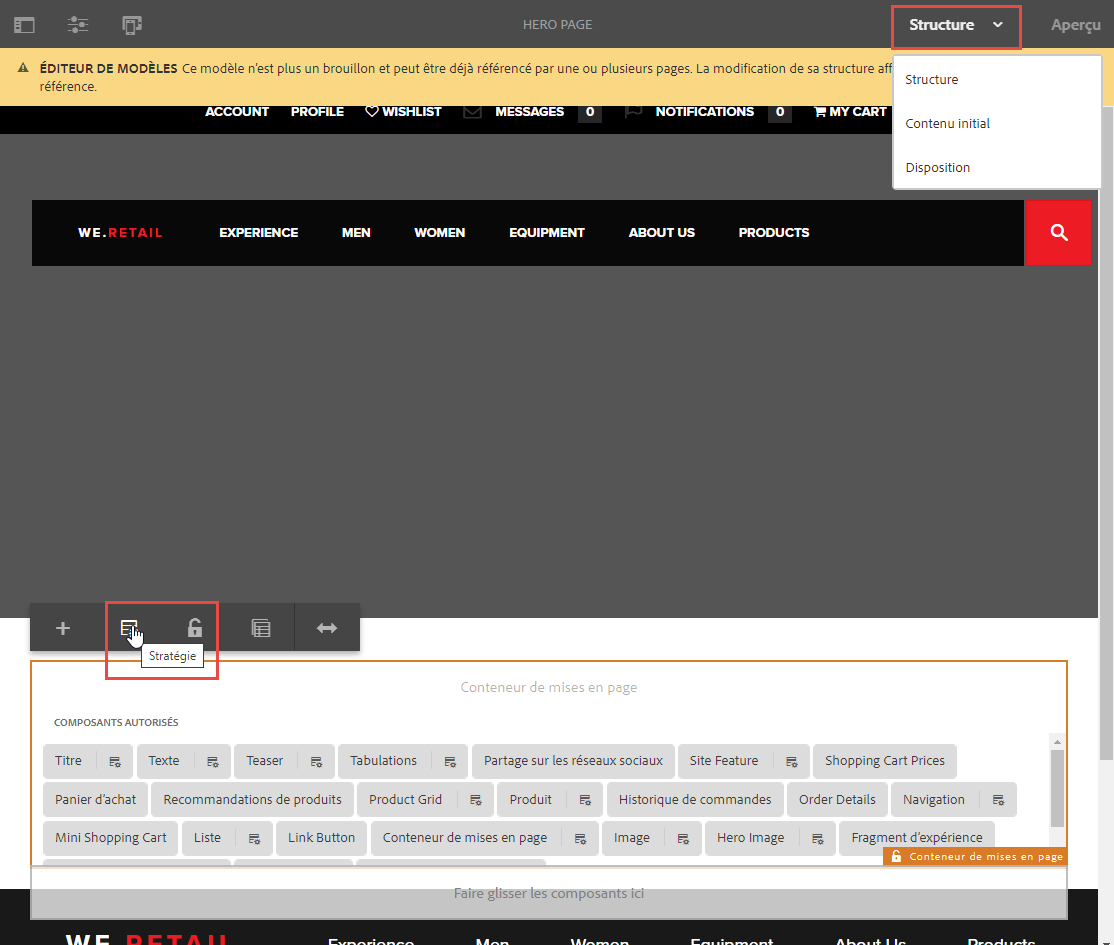 HERO PAGE
Structure
Aperçu
ÉDITEUR DE MODÈLES Ce modèle n'est plus un brouillon et peut être déjà référencé par une ou plusieurs pages. La modification de sa structure aff
référence.
Structure
Contenu initial
Disposition
ACCOUNT PROFILE WISHLIST MESSAGES 0 NOTIFICATIONS 0 MY CART
WE.RETAIL EXPERIENCE MEN WOMEN EQUIPMENT ABOUT US PRODUCTS
Stratégie
Conteneur de mises en page
COMPOSANTS AUTORISÉS
Titre Texte Teaser Tabulations Partage sur les réseaux sociaux Site Feature Shopping Cart Prices
Panier d'achat Recommandations de produits Product Grid Produit Historique de commandes Order Details Navigation
Mini Shopping Cart Liste Link Button Conteneur de mises en page Image Hero Image Fragment d'expérience
Conteneur de mises en page
Faire glisser les composants ici
WE.RETAIL Experience Men Women Equipment About Us Products